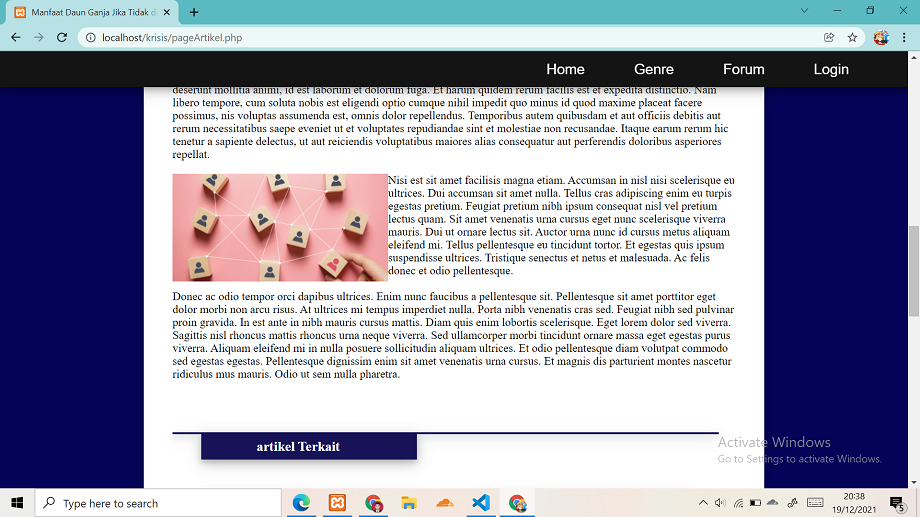 Manfaat Daun Ganja Jika Tidak d
localhost/krisis/pageArtikel.php
Home Genre Forum Login
deserunt mollitia animi, id est laborum et dolorum fuga. Et harum quidem rerum facilis est et expedita distinctio. Nam
libero tempore, cum soluta nobis est eligendi optio cumque nihil impedit quo minus id quod maxime placeat facere
possimus, nis voluptas assumenda est, omnis dolor repellendus. Temporibus autem quibusdam et aut officiis debitis aut
rerum necessitatibus saepe eveniet ut et voluptates repudiandae sint et molestiae non recusandae. Itaque earum rerum hic
tenetur a sapiente delectus, ut aut reiciendis voluptatibus maiores alias consequatur aut perferendis doloribus asperiores
repellat.
Nisi est sit amet facilisis magna etiam. Accumsan in nisl nisi scelerisque eu
ultrices. Dui accumsan sit amet nulla. Tellus cras adipiscing enim eu turpis
egestas pretium. Feugiat pretium nibh ipsum consequat nisl vel pretium
lectus quam. Sit amet venenatis urna cursus eget nunc scelerisque viverra
mauris. Dui ut ornare lectus sit. Auctor urna nunc id cursus metus aliquam
eleifend mi. Tellus pellentesque eu tincidunt tortor. Et egestas quis ipsum
suspendisse ultrices. Tristique senectus et netus et malesuada. Ac felis
donec et odio pellentesque.
Donec ac odio tempor orci dapibus ultrices. Enim nunc faucibus a pellentesque sit. Pellentesque sit amet porttitor eget
dolor morbi non arcu risus. At ultrices mi tempus imperdiet nulla. Porta nibh venenatis cras sed. Feugiat nibh sed pulvinar
proin gravida. In est ante in nibh mauris cursus mattis. Diam quis enim lobortis scelerisque. Eget lorem dolor sed viverra.
Sagittis nisl rhoncus mattis rhoncus urna neque viverra. Sed ullamcorper morbi tincidunt ornare massa eget egestas purus
viverra. Aliquam eleifend mi in nulla posuere sollicitudin aliquam ultrices. Et odio pellentesque diam volutpat commodo
sed egestas egestas. Pellentesque dignissim enim sit amet venenatis urna cursus. Et magnis dis parturient montes nascetur
ridiculus mus mauris. Odio ut sem nulla pharetra.
artikel Terkait
Activate Windows
Go to Settings to activate Windows.
Type here to search
20:38
19/12/2021
5